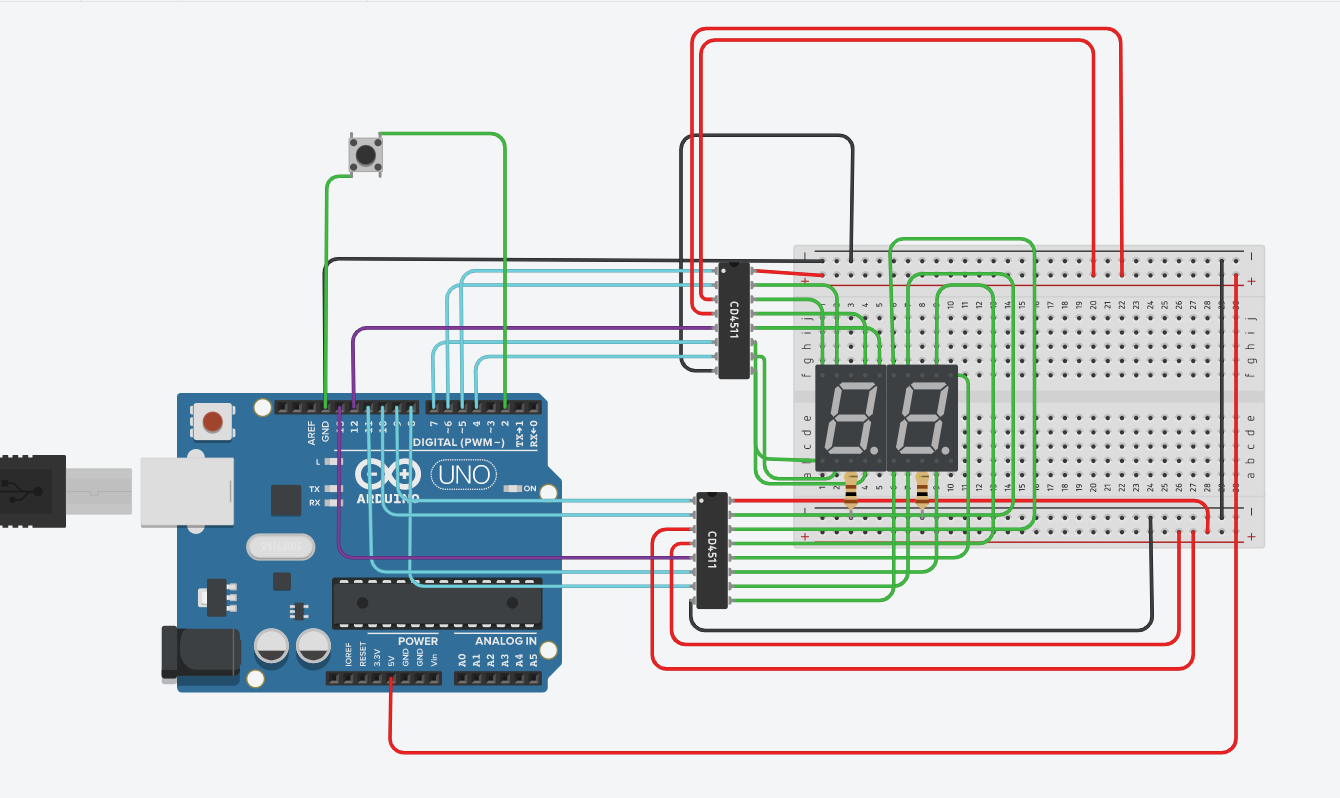 CD4511
1 2 3 4 5 6 7 8 9 10 11 12 13 14 15 16 17 18 19 20 21 22 23 24 25 26 27 28 29 30
j i h g f
e d c b a
AREF
GND
13
12
11
10
9
8
7
~6
~5
4
~3
2
TX→1
RX←0
DIGITAL (PWM~)
L
TX
RX
ARDUINO
UNO
ON
CD4511
POWER
ANALOG IN
IOREF
RESET
3.3V
5V
GND
GND
Vin
A0
A1
A2
A3
A4
A5